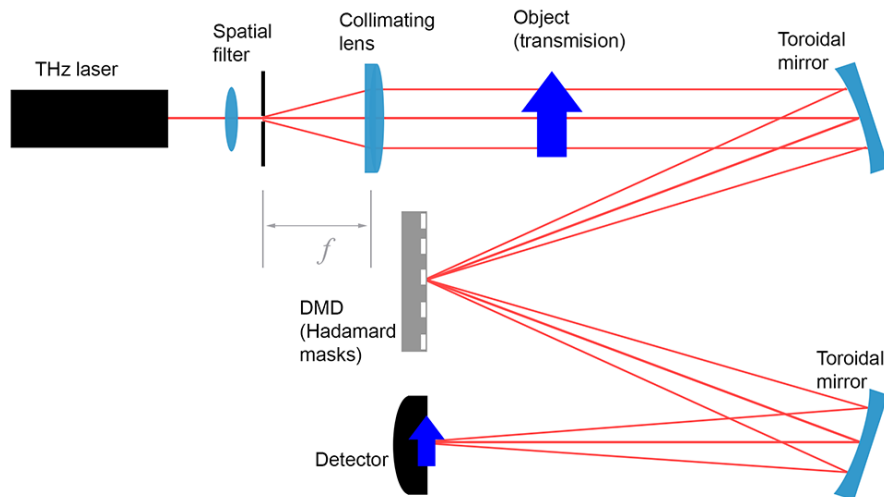 THz laser
Spatial
filter
Collimating
lens
Object
(transmision)
Toroidal
mirror
f
DMD
(Hadamard
masks)
Toroidal
mirror
Detector